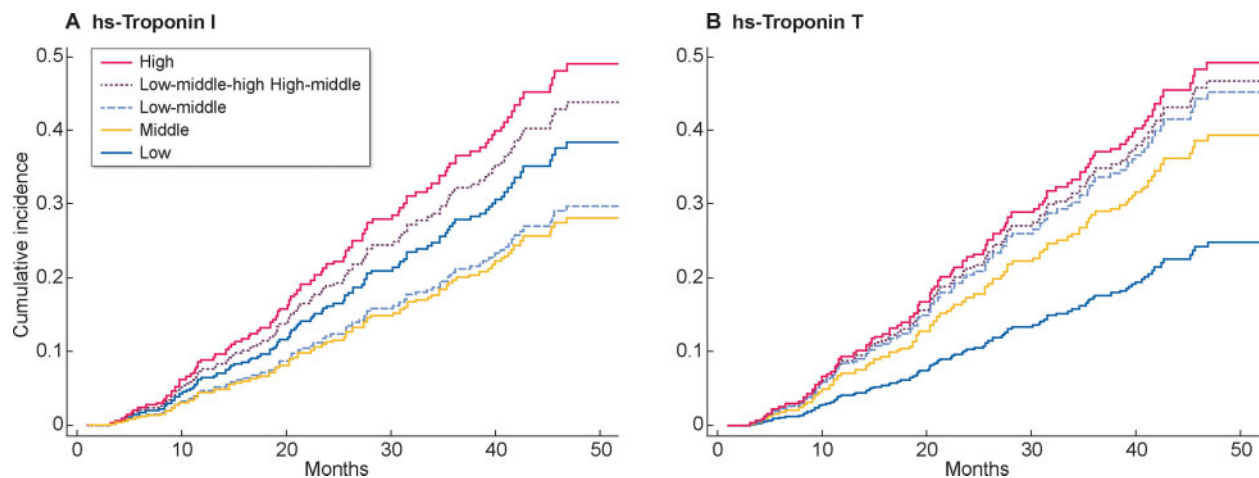 A hs-Troponin I
High
Low-middle-high High-middle
Low-middle
Middle
Low
Cumulative incidence
0.5
0.4
0.3
0.2
0.1
0
0 10 20 30 40 50
Months
B hs-Troponin T
0.5
0.4
0.3
0.2
0.1
0
0 10 20 30 40 50
Months